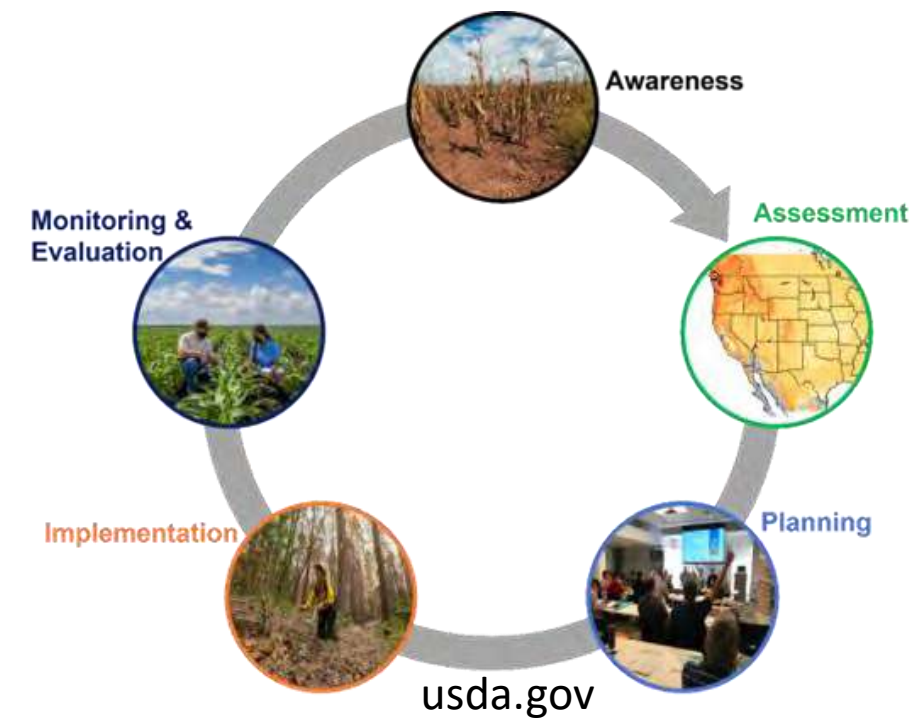 Awareness
Assessment
Planning
Implementation
Monitoring &
Evaluation
usda.gov